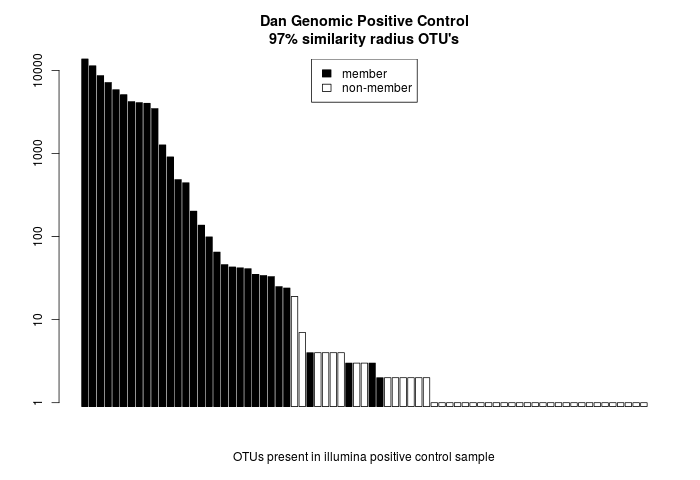 Dan Genomic Positive Control
97% similarity radius OTU's
member
non-member
10000
1000
100
10
1
OTUs present in illumina positive control sample